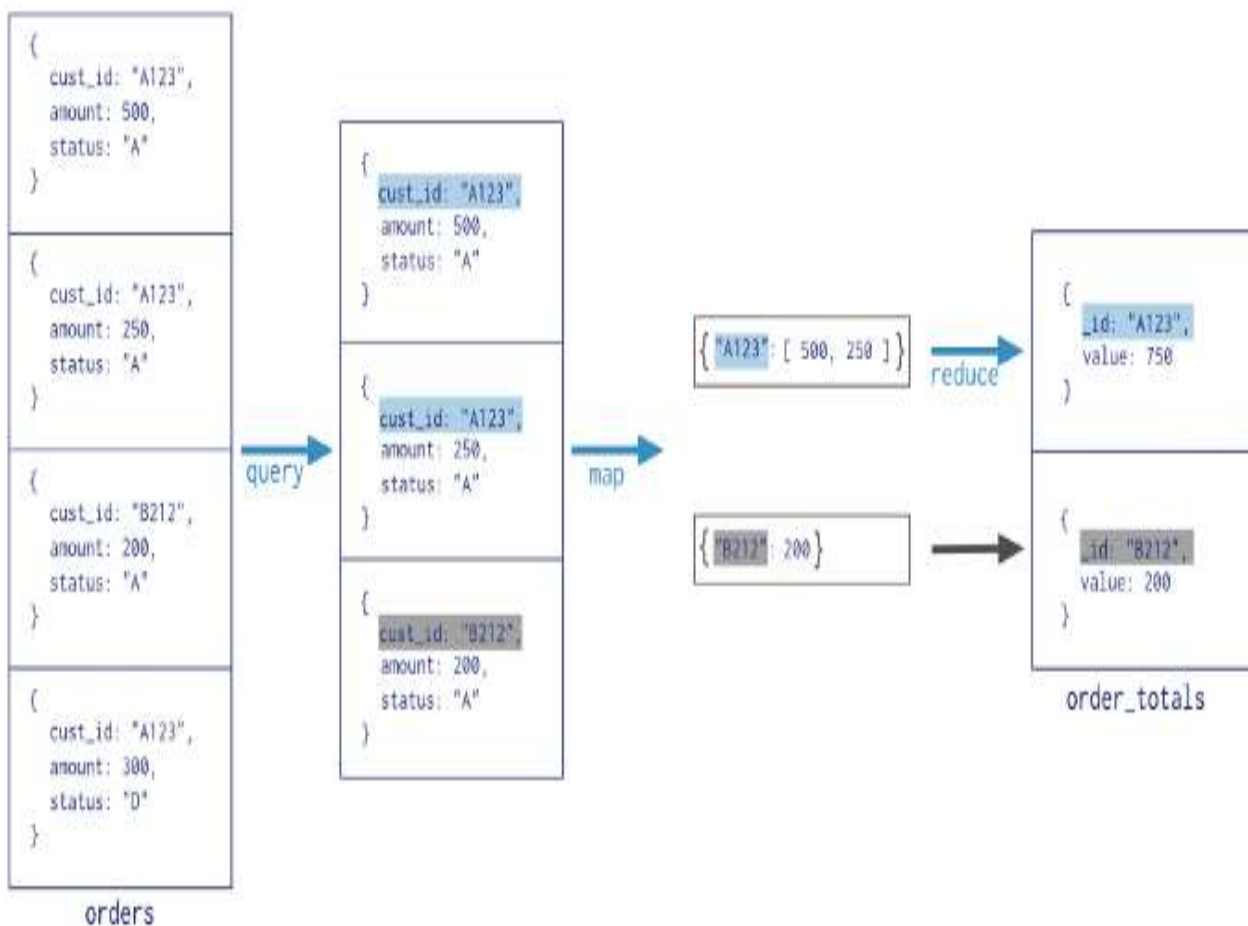 {
cust_id: "A123",
amount: 500,
status: "A"
}
{
cust_id: "A123",
amount: 250,
status: "A"
}
{
cust_id: "B212",
amount: 200,
status: "A"
}
{
cust_id: "A123",
amount: 300,
status: "D"
}
orders
query
{
cust_id: "A123",
amount: 500,
status: "A"
}
{
cust_id: "A123",
amount: 250,
status: "A"
}
{
cust_id: "B212",
amount: 200,
status: "A"
}
map
{ "A123": [ 500, 250 ] }
{ "B212": 200 }
reduce
{
_id: "A123",
value: 750
}
{
_id: "B212",
value: 200
}
order_totals